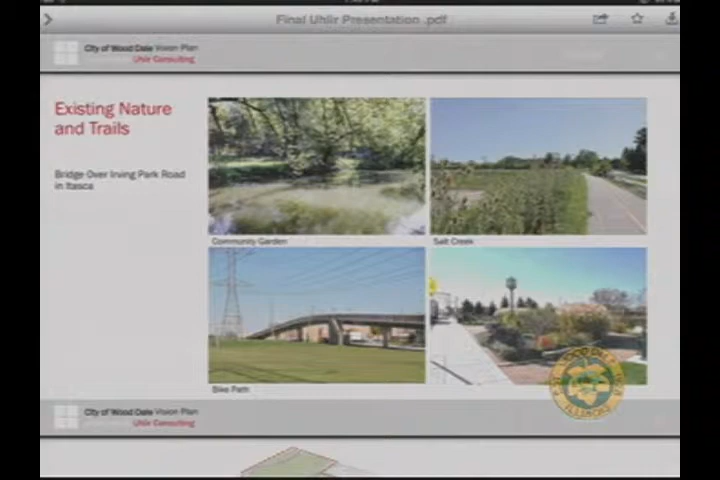 Final Uhlir Presentation .pdf
City of Wood Dale Vision Plan
Uhlir Consulting
Existing Nature
and Trails
Bridge Over Irving Park Road
in Itasca
Community Garden
Salt Creek
Bike Path
ILLINOIS
City of Wood Dale Vision Plan
Uhlir Consulting